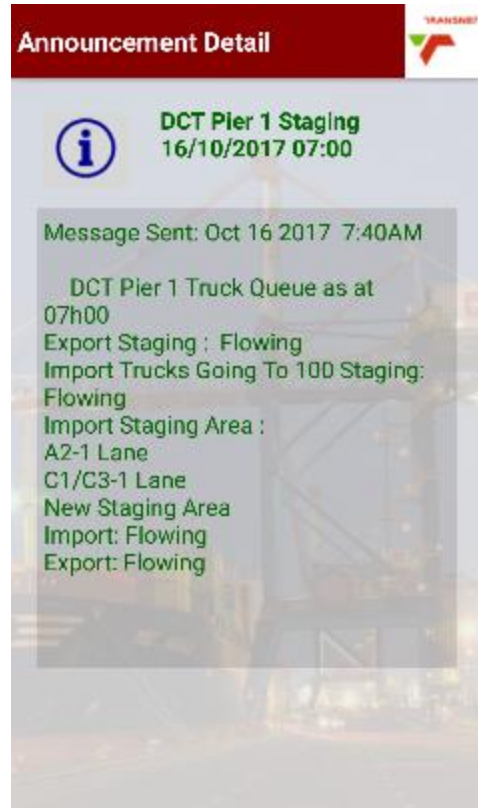 TRANSNET
Announcement Detail
DCT Pier 1 Staging
16/10/2017 07:00
Message Sent: Oct 16 2017 7:40AM
DCT Pier 1 Truck Queue as at
07h00
Export Staging : Flowing
Import Trucks Going To 100 Staging:
Flowing
Import Staging Area :
A2-1 Lane
C1/C3-1 Lane
New Staging Area
Import: Flowing
Export: Flowing